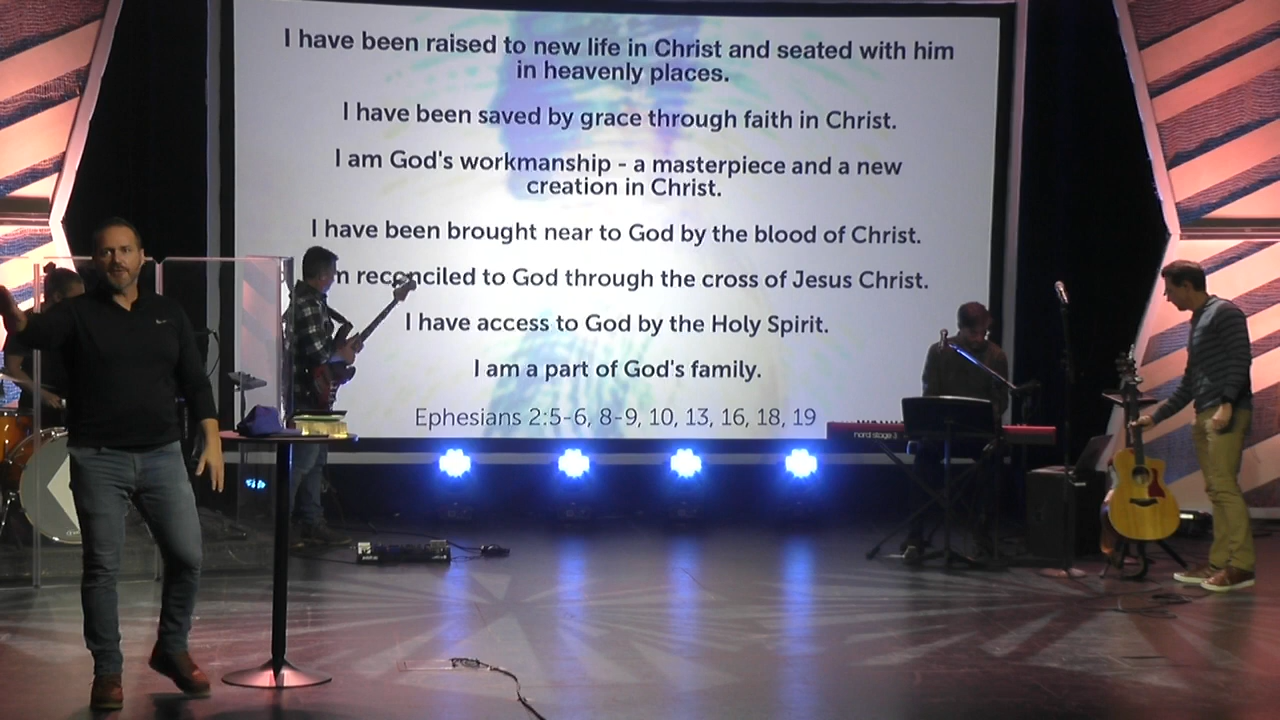 I have been raised to new life in Christ and seated with him
in heavenly places.
I have been saved by grace through faith in Christ.
I am God's workmanship - a masterpiece and a new
creation in Christ.
I have been brought near to God by the blood of Christ.
reconciled to God through the cross of Jesus Christ.
I have access to God by the Holy Spirit.
I am a part of God's family.
Ephesians 2:5-6, 8-9, 10, 13, 16, 18, 19
nord stage 3